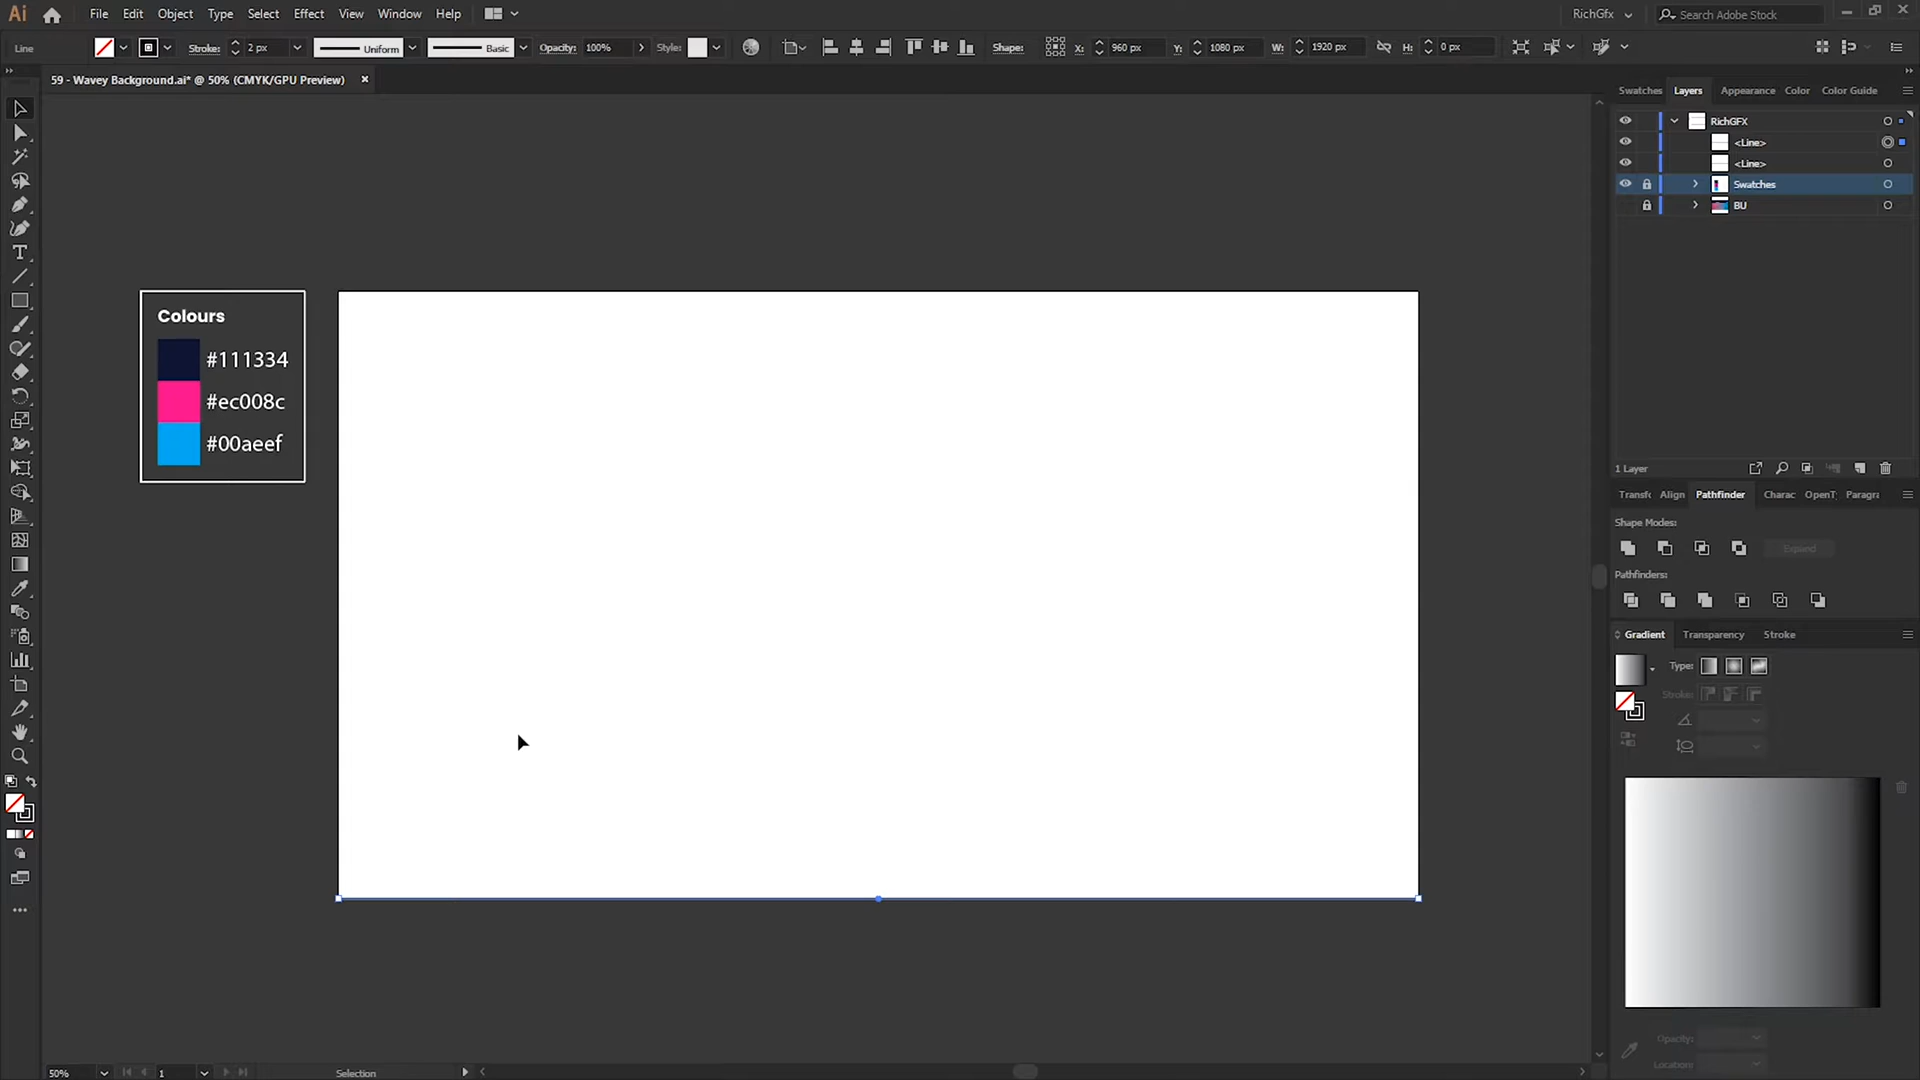 Ai File Edit Object Type Select Effect View Window Help RichGfx Search Adobe Stock
Line Stroke: 2 px Uniform Basic Opacity: 100% Style: Shape: X: 960 px Y: 1080 px W: 1920 px H: 0 px
59 - Wavey Background.ai* @ 50% (CMYK/GPU Preview)
Swatches Layers Appearance Color Color Guide
RichGFX
<Line>
<Line>
Swatches
BU
Colours
#111334
#ec008c
#00aeef
1 Layer
Transfc Align Pathfinder Charac OpenT Paragra
Shape Modes:
Expand
Pathfinders:
Gradient Transparency Stroke
Type:
Stroke:
Opacity:
Location:
50% 1 Selection